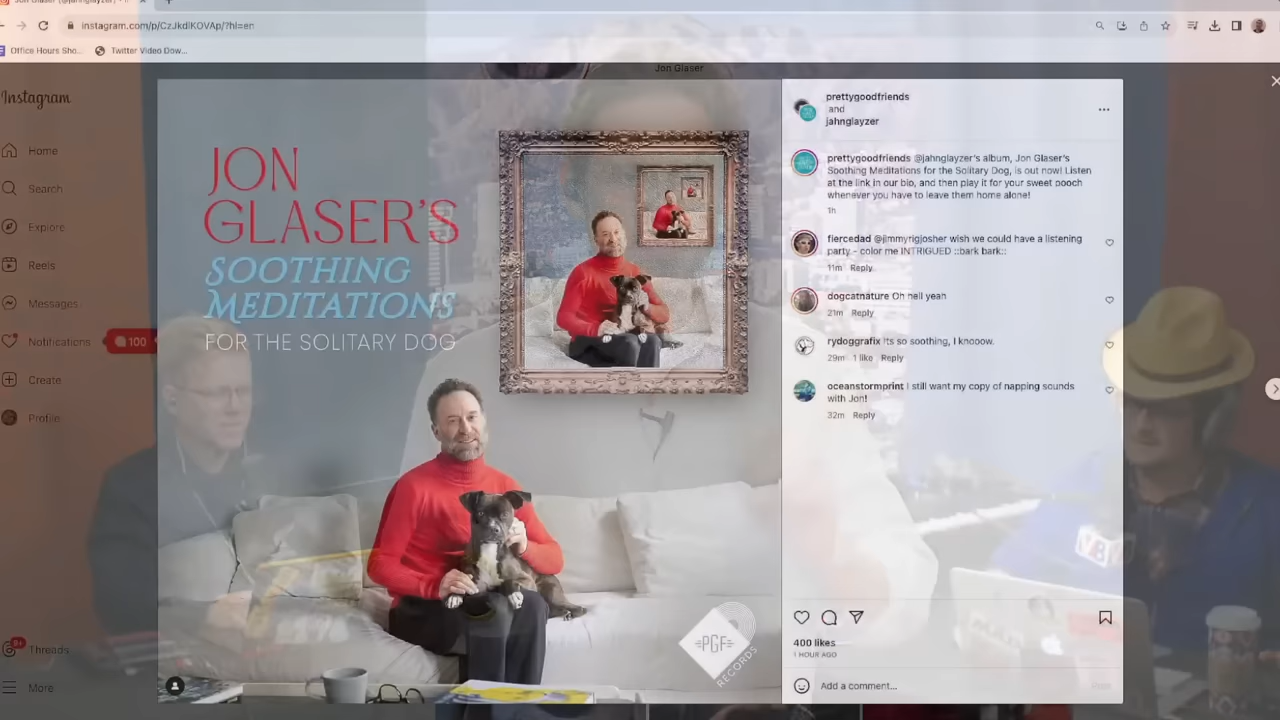 Jon Glaser (@jahnglayzer) • I
instagram.com/p/CzJkdlKOVAp/?hl=en
Office Hours Sho...
Twitter Video Dow...
Jon Glaser
Instagram
Home
Search
Explore
Reels
Messages
Notifications
100
Create
Profile
9+
Threads
More
JON
GLASER'S
SOOTHING
MEDITATIONS
FOR THE SOLITARY DOG
PGF
RECORDS
prettygoodfriends
and
jahnglayzer
prettygoodfriends @jahnglayzer's album, Jon Glaser's
Soothing Meditations for the Solitary Dog, is out now! Listen
at the link in our bio, and then play it for your sweet pooch
whenever you have to leave them home alone!
1h
fiercedad @jimmyrigjosher wish we could have a listening
party - color me INTRIGUED ::bark bark::
11m Reply
dogcatnature Oh hell yeah
21m Reply
rydoggrafix Its so soothing, I knooow.
29m 1 like Reply
oceanstormprint I still want my copy of napping sounds
with Jon!
32m Reply
400 likes
1 HOUR AGO
Add a comment...
Post